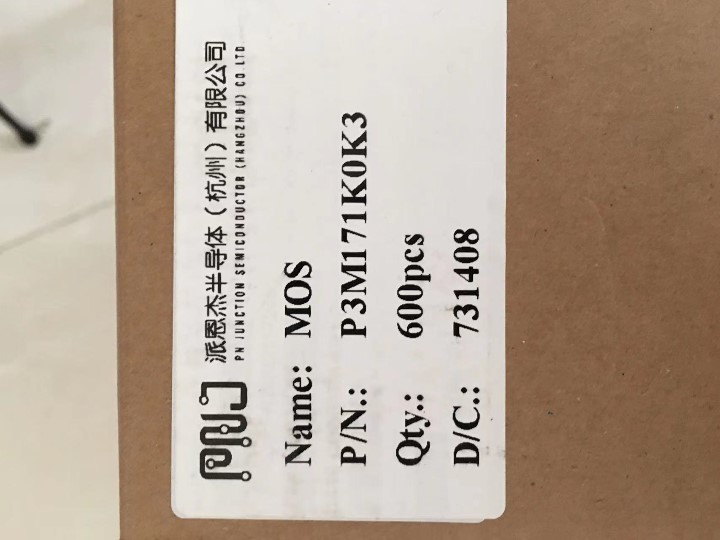 PNJ
派恩杰半导体（杭州）有限公司
PN JUNCTION SEMICONDUCTOR (HANGZHOU) CO.LTD
Name: MOS
P/N.: P3M171K0K3
Qty.: 600pcs
D/C.: 731408